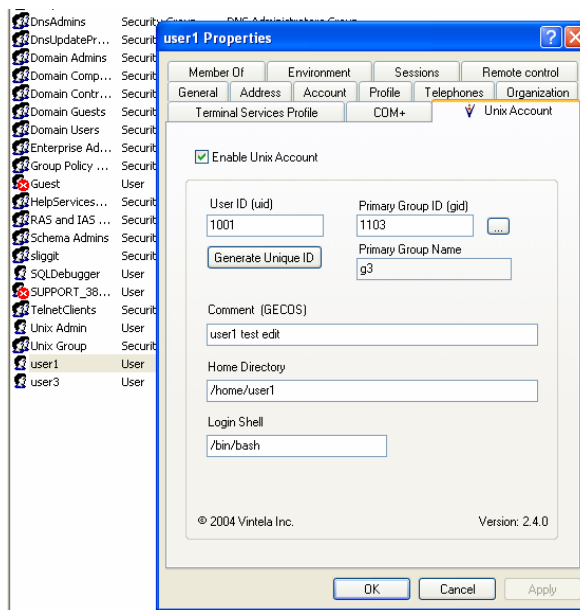 DnsAdmins Security Group DNS Administrators Group
DnsUpdatePr... Securit
Domain Admins Securit
Domain Comp... Securit
Domain Contr... Securit
Domain Guests Securit
Domain Users Securit
Enterprise Ad... Securit
Group Policy ... Securit
Guest User
HelpServices... Securit
RAS and IAS ... Securit
Schema Admins Securit
sliggit Securit
SQLDebugger User
SUPPORT_38... User
TelnetClients Securit
Unix Admin User
Unix Group Securit
user1 User
user3 User
user1 Properties
Member Of Environment Sessions Remote control
General Address Account Profile Telephones Organization
Terminal Services Profile COM+ Unix Account
Enable Unix Account
User ID (uid) Primary Group ID (gid)
1001 1103 ...
Generate Unique ID Primary Group Name
g3
Comment (GECOS)
user1 test edit
Home Directory
/home/user1
Login Shell
/bin/bash
© 2004 Vintela Inc. Version: 2.4.0
OK Cancel Apply